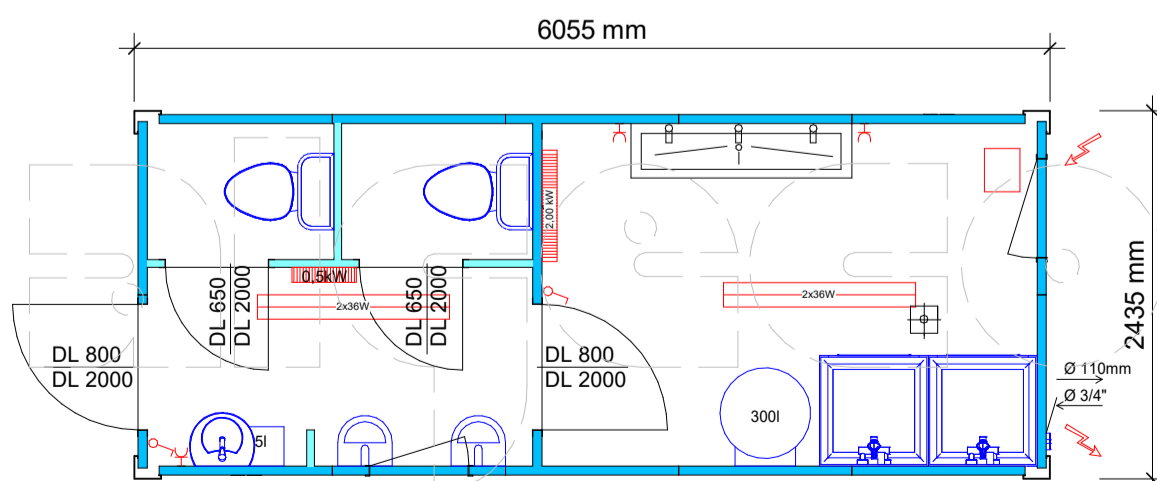 6055 mm
2435 mm
2,00 kW
0,5kW
2x36W
2x36W
DL 650
DL 2000
DL 650
DL 2000
DL 800
DL 2000
DL 800
DL 2000
Ø 110mm
Ø 3/4"
5l
300l